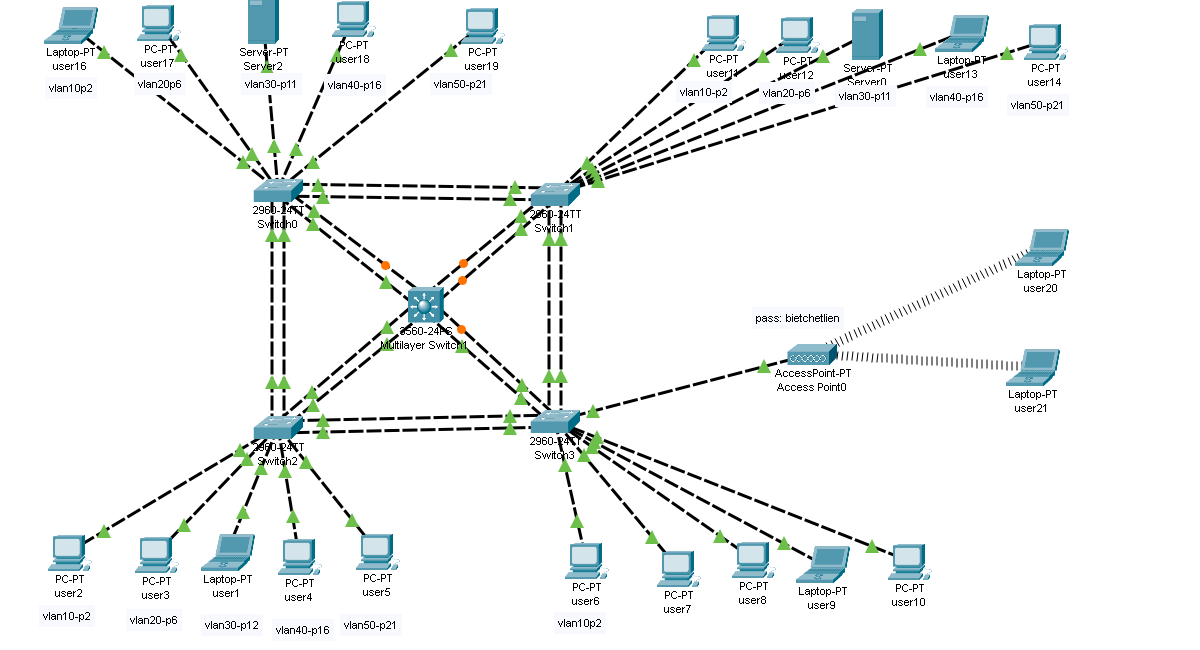 Laptop-PT
user16
vlan10p2
PC-PT
user17
vlan20p6
Server-PT
Server2
vlan30-p11
PC-PT
user18
vlan40-p16
PC-PT
user19
vlan50-p21
PC-PT
user11
vlan10-p2
PC-PT
user12
vlan20-p6
Server-PT
Server0
vlan30-p11
Laptop-PT
user13
vlan40-p16
PC-PT
user14
vlan50-p21
2960-24TT
Switch0
2960-24TT
Switch1
3560-24PS
Multilayer Switch1
Laptop-PT
user20
pass: bietchetlien
AccessPoint-PT
Access Point0
Laptop-PT
user21
2960-24TT
Switch2
2960-24TT
Switch3
PC-PT
user2
vlan10-p2
PC-PT
user3
vlan20-p6
Laptop-PT
user1
vlan30-p12
PC-PT
user4
vlan40-p16
PC-PT
user5
vlan50-p21
PC-PT
user6
vlan10p2
PC-PT
user7
PC-PT
user8
Laptop-PT
user9
PC-PT
user10